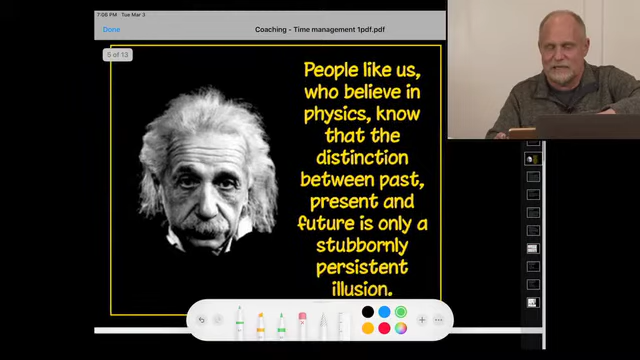 7:06 PM Tue Mar 3
Done
Coaching - Time management 1pdf.pdf
5 of 13
People like us,
who believe in
physics, know
that the
distinction
between past,
present and
future is only a
stubbornly
persistent
illusion.